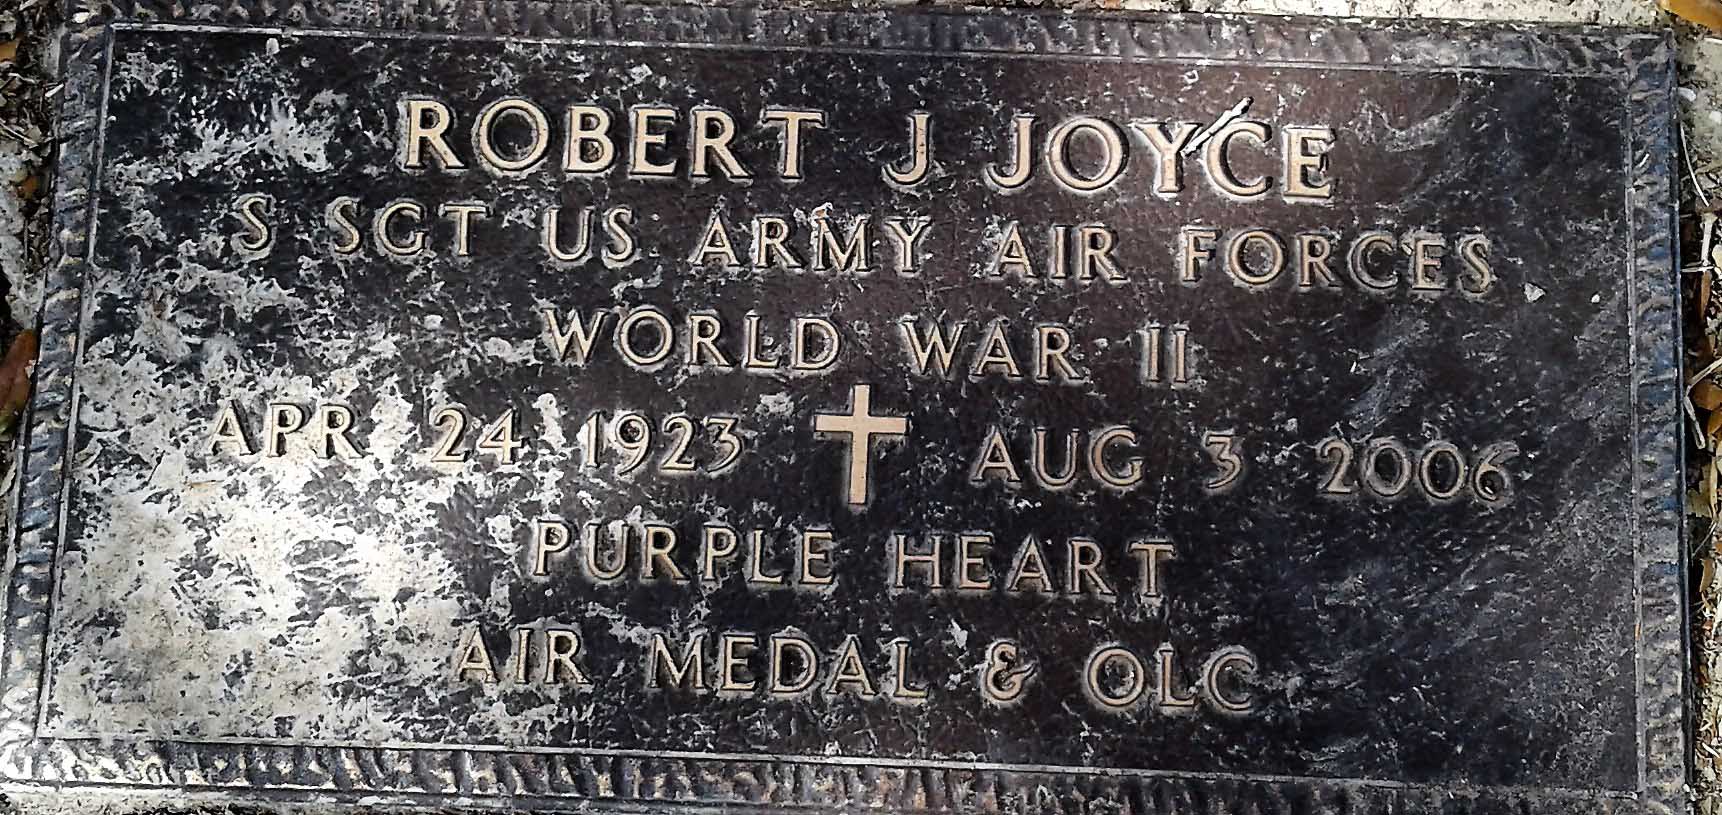 ROBERT J JOYCE
S SGT US ARMY AIR FORCES
WORLD WAR II
APR 24 1923 AUG 3 2006
PURPLE HEART
AIR MEDAL & OLC